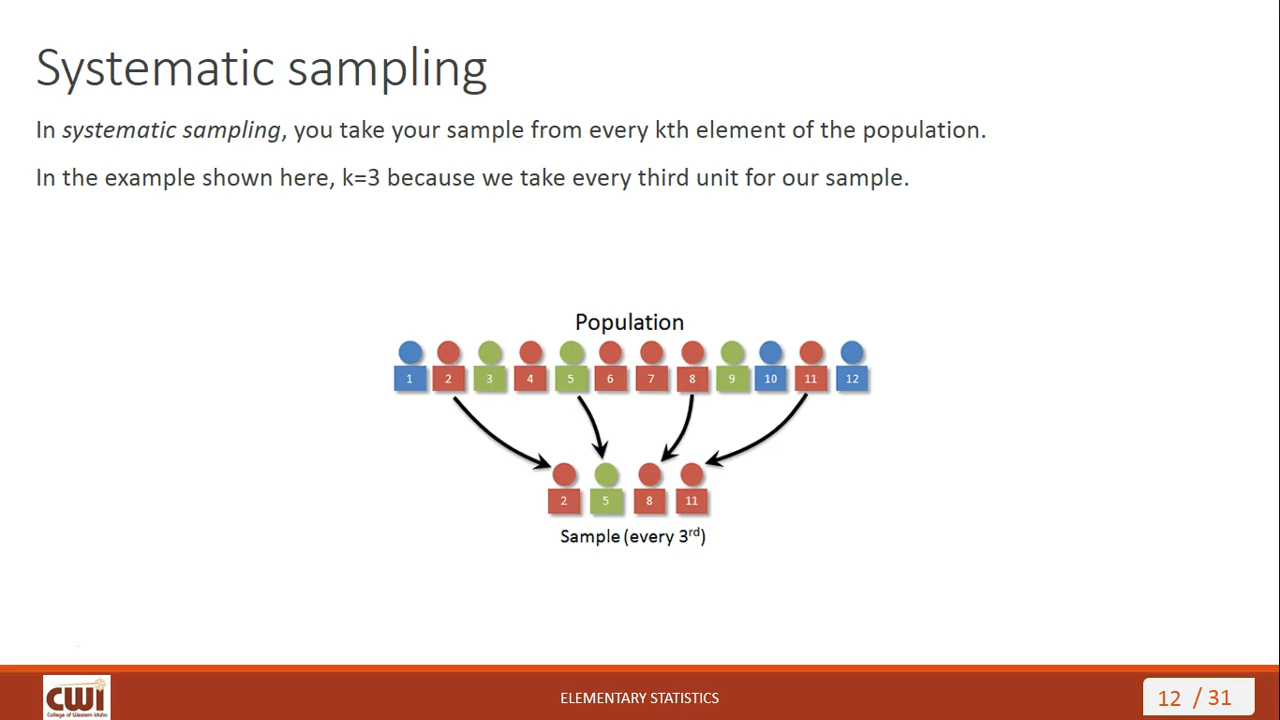 Systematic sampling
In systematic sampling, you take your sample from every kth element of the population.
In the example shown here, k=3 because we take every third unit for our sample.
Population
1 2 3 4 5 6 7 8 9 10 11 12
2 5 8 11
Sample (every 3rd)
CWI
College of Western Idaho
ELEMENTARY STATISTICS
12 / 31